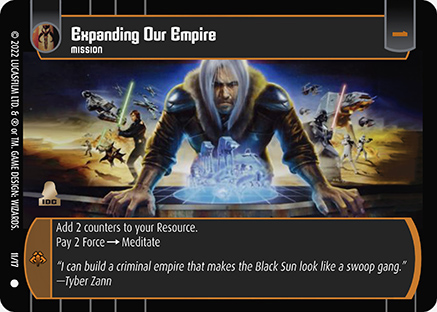 Expanding Our Empire
MISSION
IDC
Add 2 counters to your Resource.
Pay 2 Force → Meditate
"I can build a criminal empire that makes the Black Sun look like a swoop gang."
—Tyber Zann
© 2022 LUCASFILM LTD. & ® or TM. GAME DESIGN: WIZARDS.
11/17